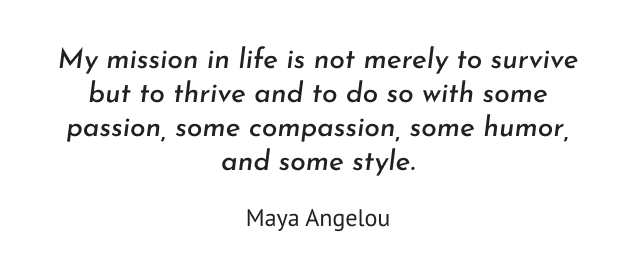 My mission in life is not merely to survive
but to thrive and to do so with some
passion, some compassion, some humor,
and some style.
Maya Angelou